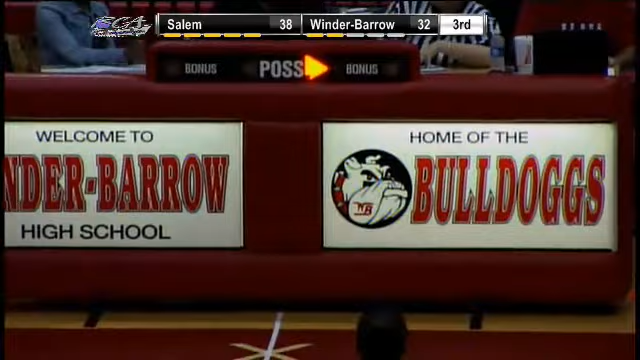 Salem 38 Winder-Barrow 32 3rd
BONUS POSS BONUS
WELCOME TO
NDER-BARROW
HIGH SCHOOL
HOME OF THE
BULLDOGGS
WB